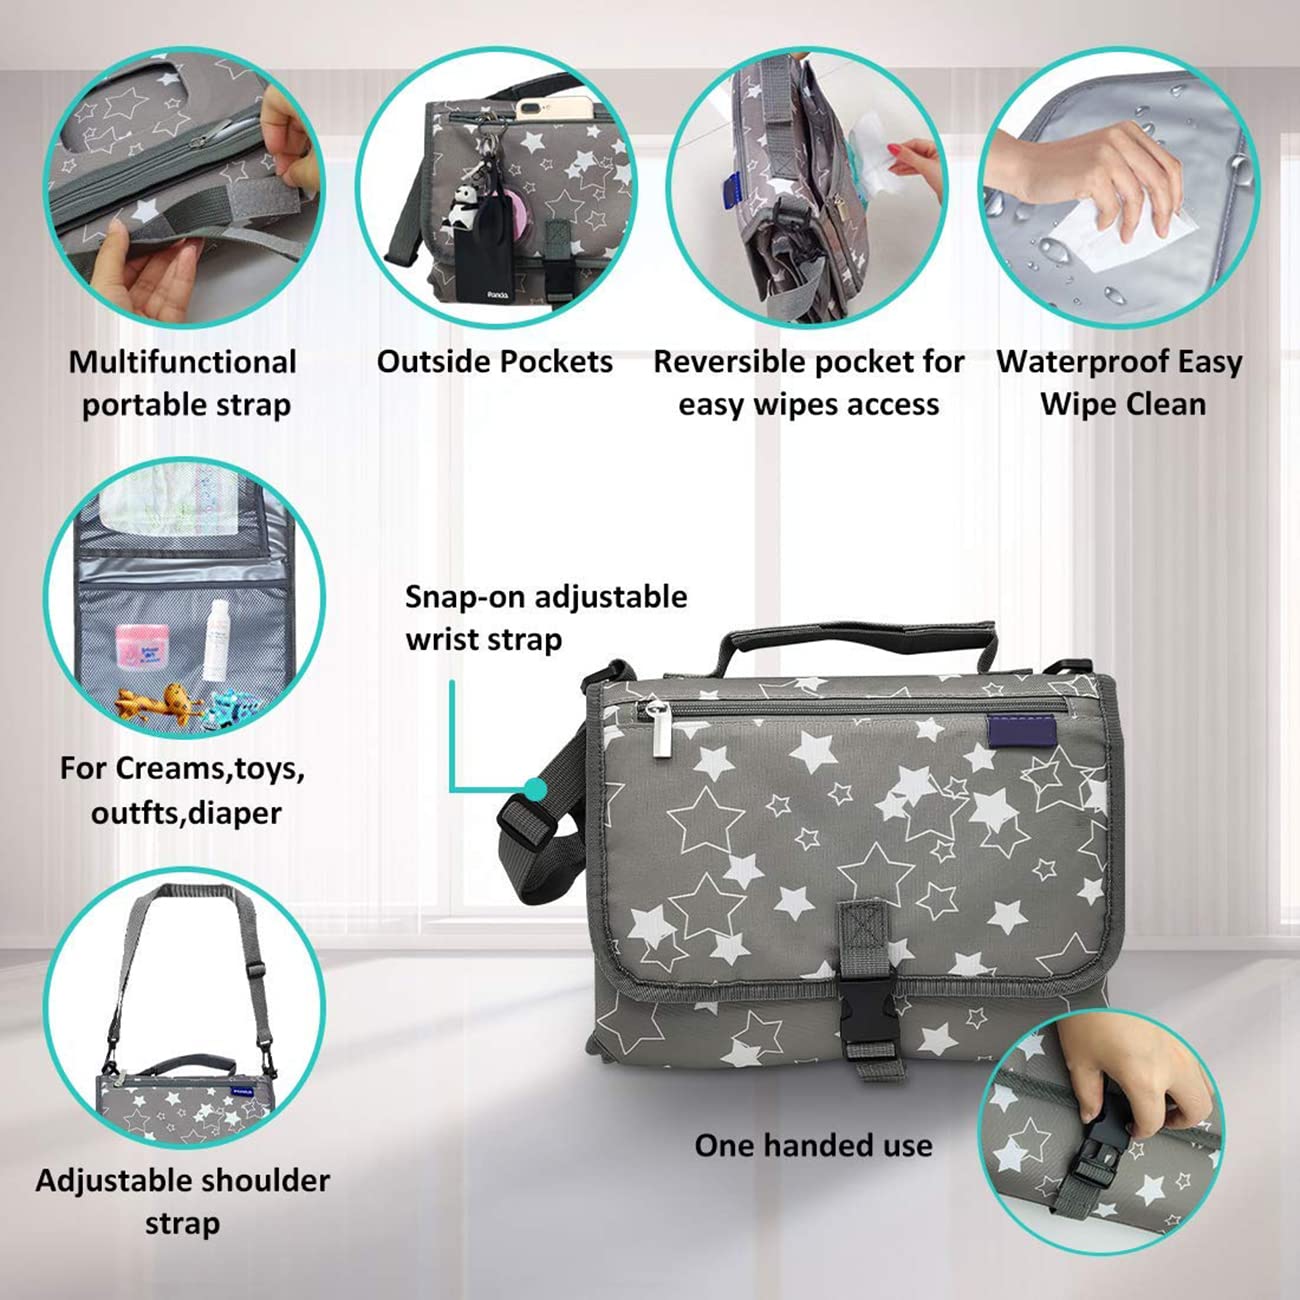 Multifunctional
portable strap
Outside Pockets
Reversible pocket for
easy wipes access
Waterproof Easy
Wipe Clean
Panda
For Creams,toys,
outfts,diaper
Snap-on adjustable
wrist strap
Adjustable shoulder
strap
One handed use